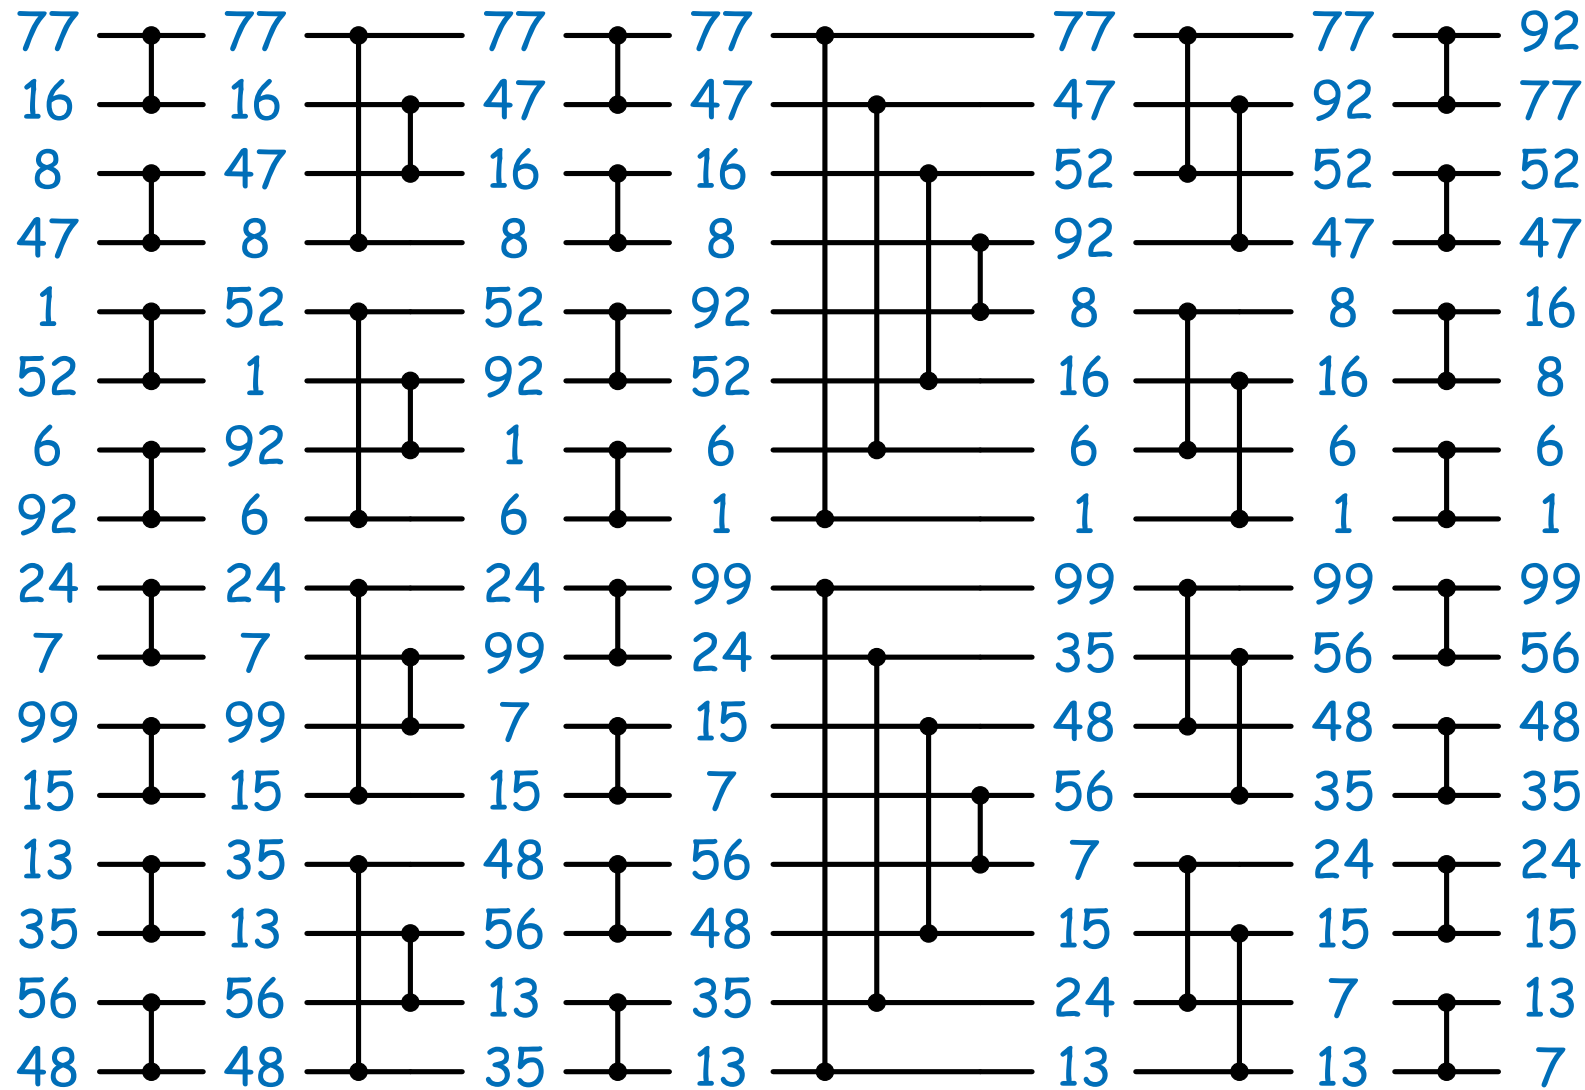 77 77 77 77 77 77 92
16 16 47 47 47 92 77
8 47 16 16 52 52 52
47 8 8 8 92 47 47
1 52 52 92 8 8 16
52 1 92 52 16 16 8
6 92 1 6 6 6 6
92 6 6 1 1 1 1
24 24 24 99 99 99 99
7 7 99 24 35 56 56
99 99 7 15 48 48 48
15 15 15 7 56 35 35
13 35 48 56 7 24 24
35 13 56 48 15 15 15
56 56 13 35 24 7 13
48 48 35 13 13 13 7